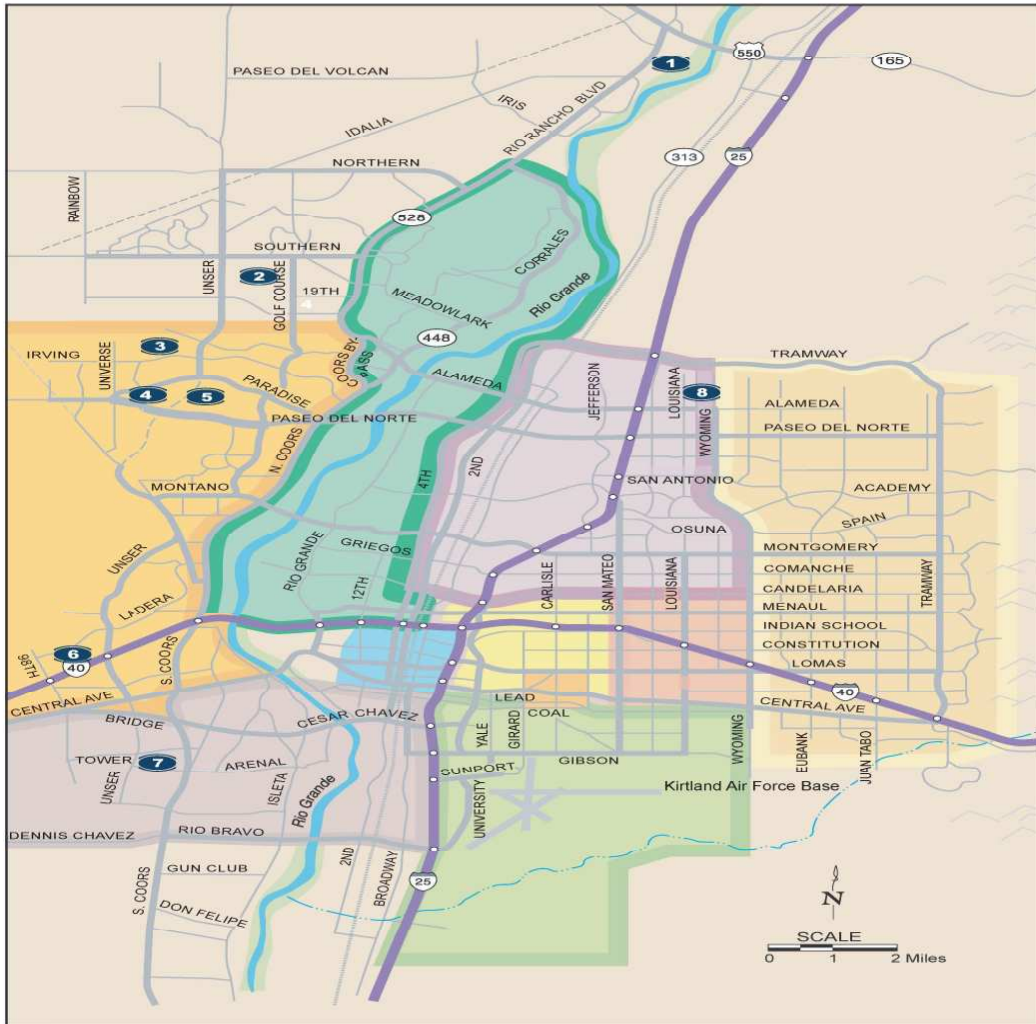 1
550
165
PASEO DEL VOLCAN
IRIS
IDALIA
RIO RANCHO BLVD
NORTHERN
313
25
RAINBOW
528
SOUTHERN
UNSER
2
GOLF COURSE
19TH
4
CORRALES
MEADOWLARK
Rio Grande
448
IRVING
UNIVERSE
3
COORS BY-
PASS
TRAMWAY
4
5
PARADISE
ALAMEDA
JEFFERSON
LOUISIANA
8
WYOMING
ALAMEDA
PASEO DEL NORTE
PASEO DEL NORTE
N. COORS
4TH
2ND
MONTANO
SAN ANTONIO
ACADEMY
SPAIN
OSUNA
UNSER
RIO GRANDE
GRIEGOS
12TH
CARLISLE
SAN MATEO
LOUISIANA
MONTGOMERY
COMANCHE
CANDELARIA
TRAMWAY
LADERA
MENAUL
INDIAN SCHOOL
CONSTITUTION
LOMAS
98TH
6
40
S. COORS
40
CENTRAL AVE
BRIDGE
CESAR CHAVEZ
LEAD
COAL
CENTRAL AVE
YALE
GIRARD
WYOMING
EUBANK
JUAN TABO
TOWER
7
ARENAL
UNSER
ISLETA
Rio Grande
SUNPORT
GIBSON
UNIVERSITY
Kirtland Air Force Base
DENNIS CHAVEZ
RIO BRAVO
2ND
BROADWAY
S. COORS
GUN CLUB
25
DON FELIPE
N
SCALE
0 1 2 Miles